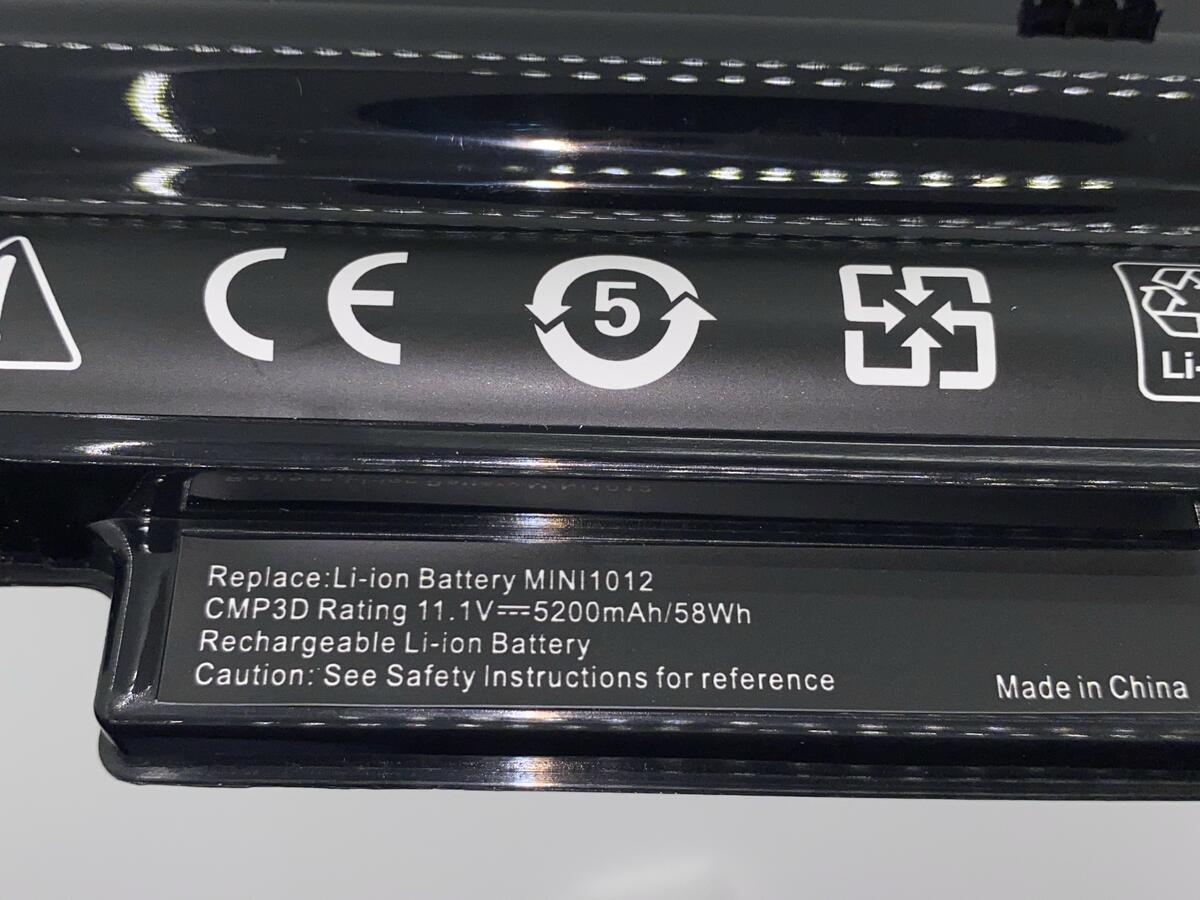 CE
5
Li-
Replace:Li-ion Battery MINI1012
CMP3D Rating 11.1V⎓5200mAh/58Wh
Rechargeable Li-ion Battery
Caution: See Safety Instructions for reference
Made in China